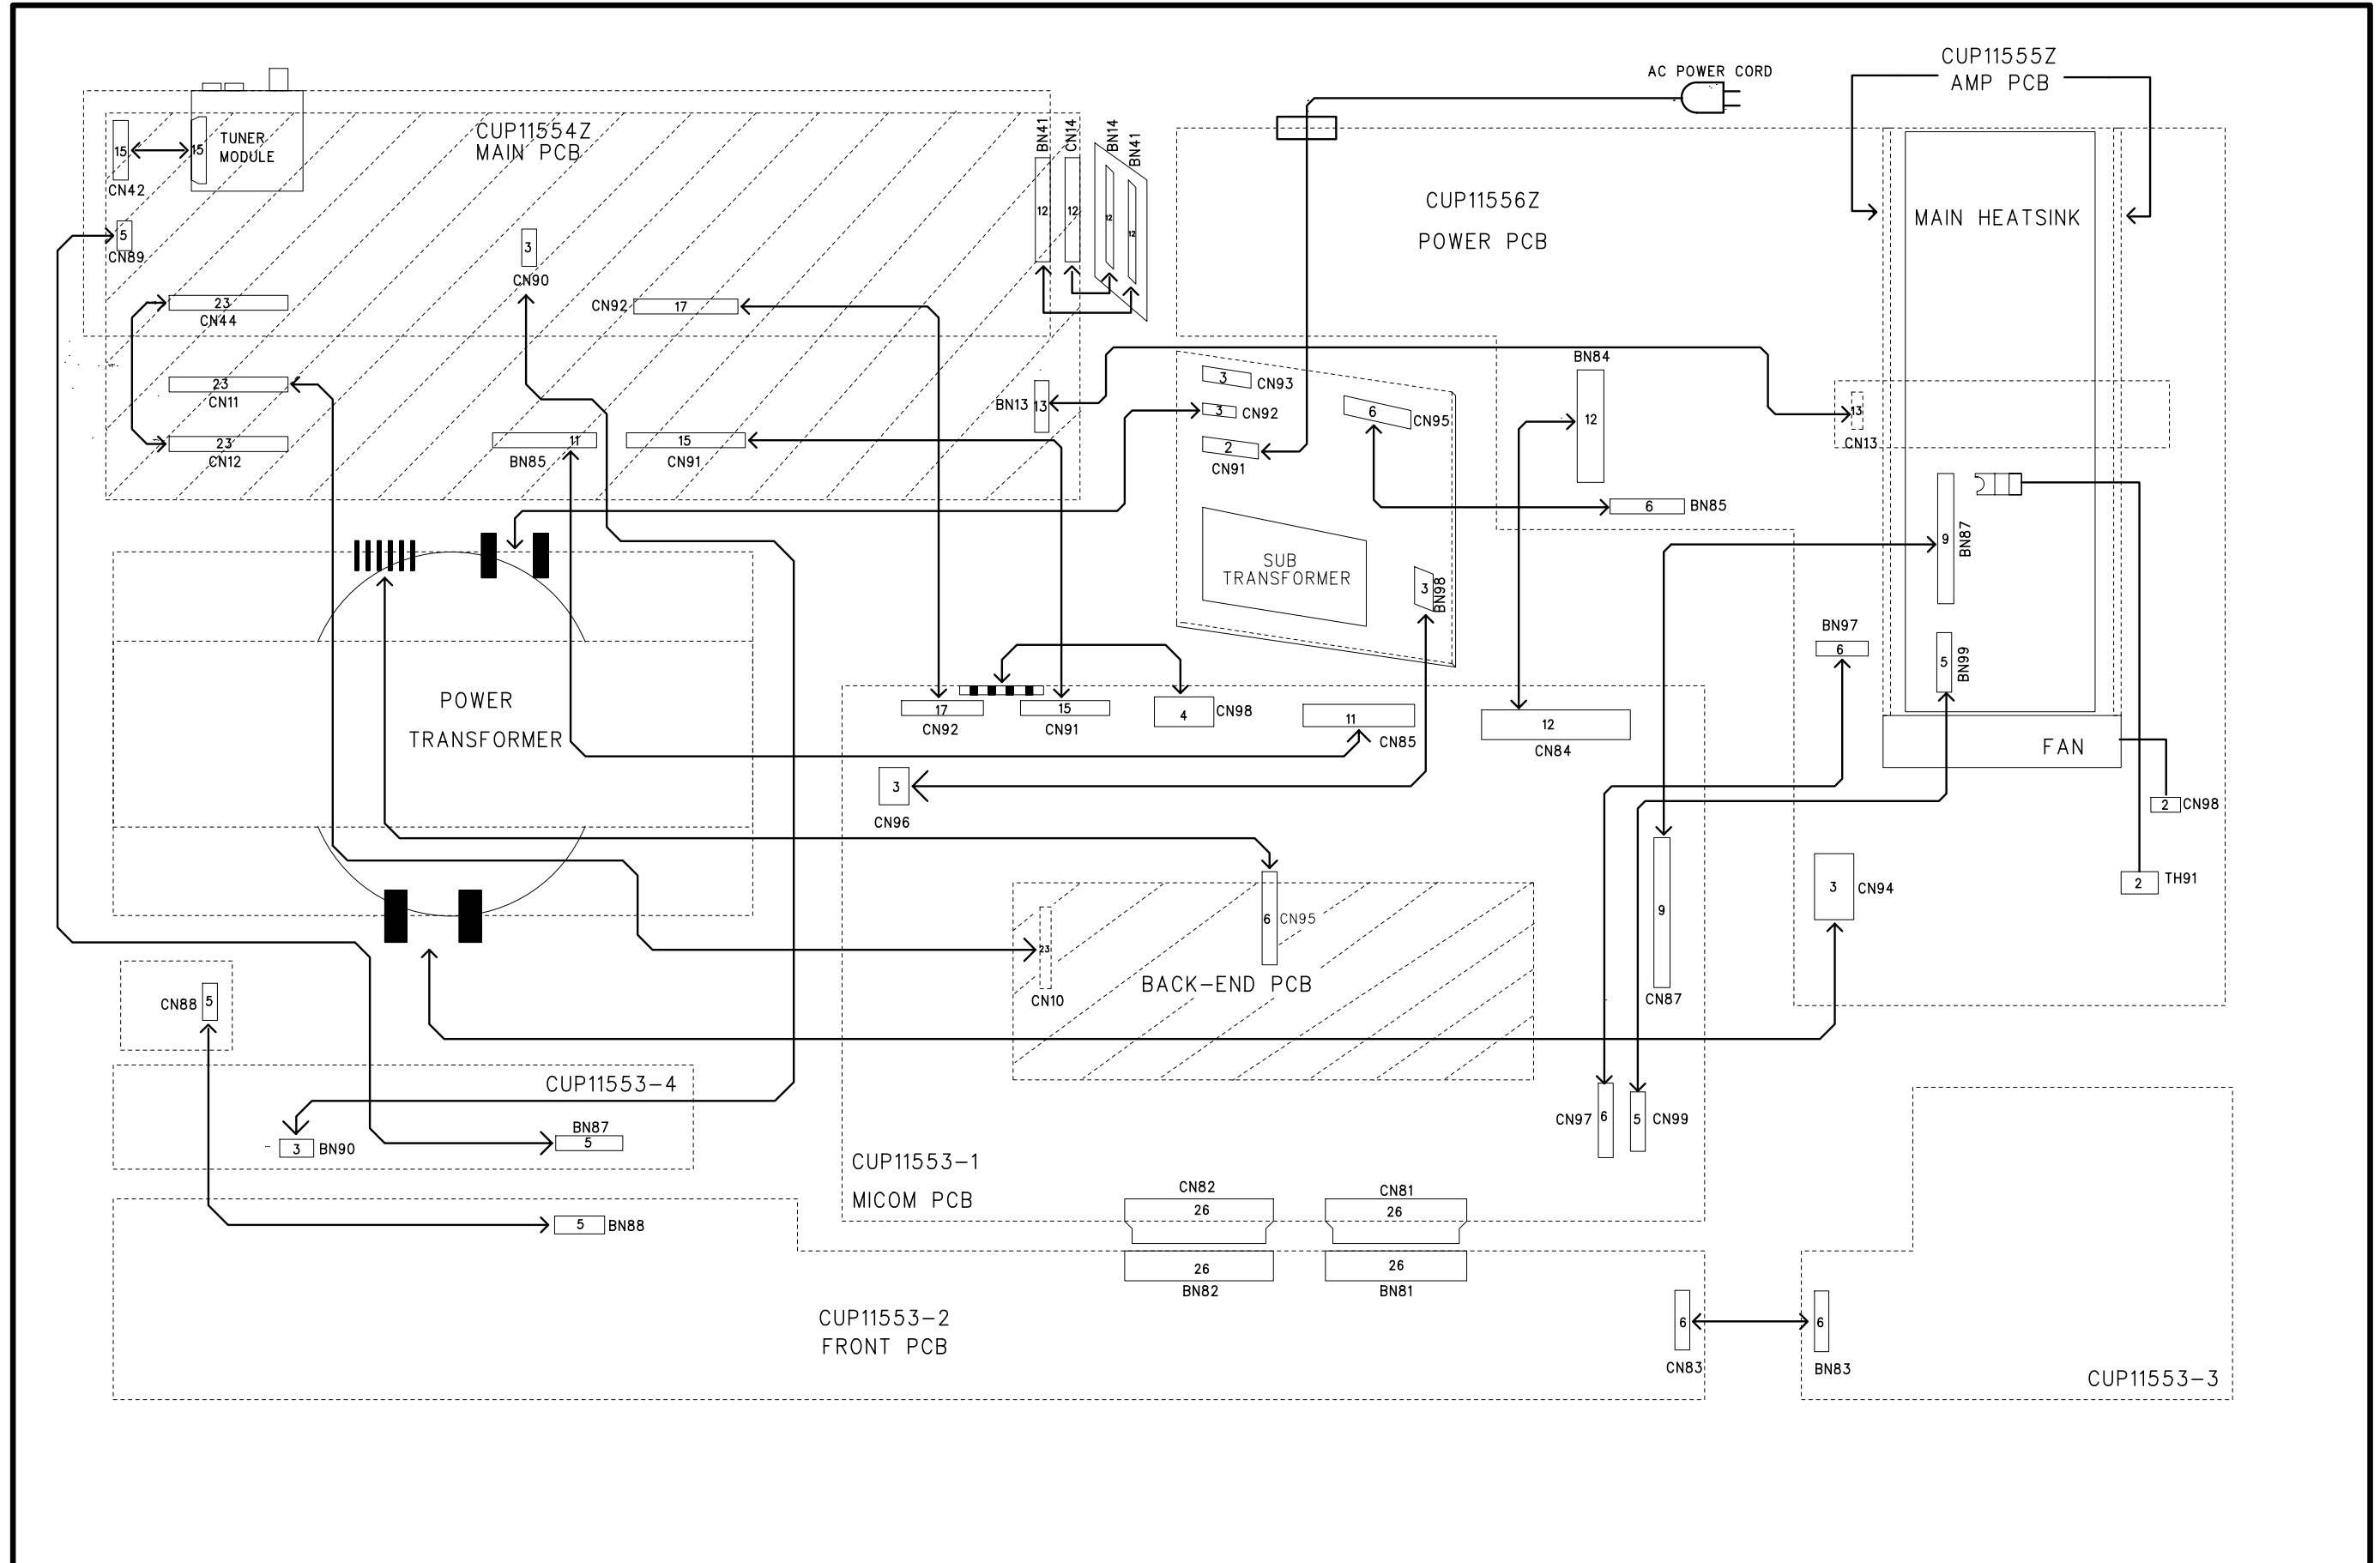 CUP11555Z
AMP PCB
AC POWER CORD
TUNER
MODULE
15
15
CN42
CUP11554Z
MAIN PCB
BN41
CN14
BN14
BN41
12
12
12
12
CUP11556Z
POWER PCB
MAIN HEATSINK
5
CN89
3
CN90
23
CN44
CN92
17
23
CN11
23
CN12
11
BN85
15
CN91
BN13
13
3
CN93
3
CN92
2
CN91
6
CN95
BN84
12
6
BN85
13
CN13
SUB
TRANSFORMER
3
BN98
9
BN87
BN97
6
5
BN99
FAN
2
CN98
2
TH91
3
CN94
POWER
TRANSFORMER
17
CN92
15
CN91
4
CN98
11
CN85
12
CN84
3
CN96
6
CN95
23
CN10
BACK-END PCB
9
CN87
CN88
5
CUP11553-4
3
BN90
BN87
5
CN97
6
5
CN99
CUP11553-1
MICOM PCB
CN82
26
CN81
26
5
BN88
26
BN82
26
BN81
CUP11553-2
FRONT PCB
6
CN83
6
BN83
CUP11553-3